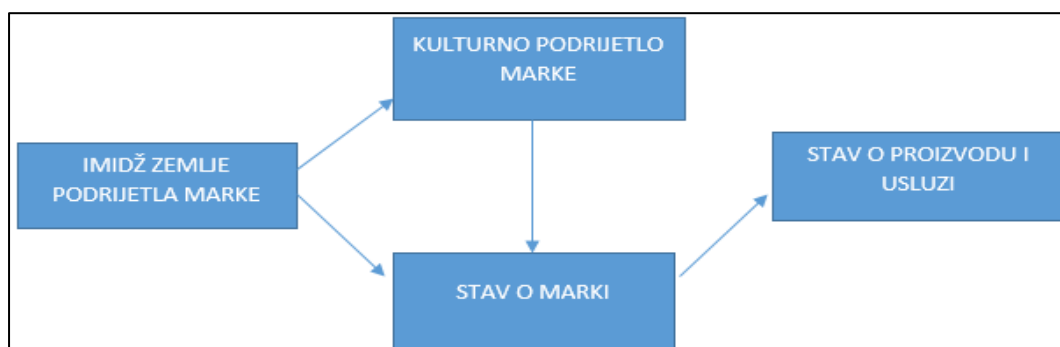 KULTURNO PODRIJETLO
MARKE
IMIDŽ ZEMLJE
PODRIJETLA MARKE
STAV O PROIZVODU I
USLUZI
STAV O MARKI